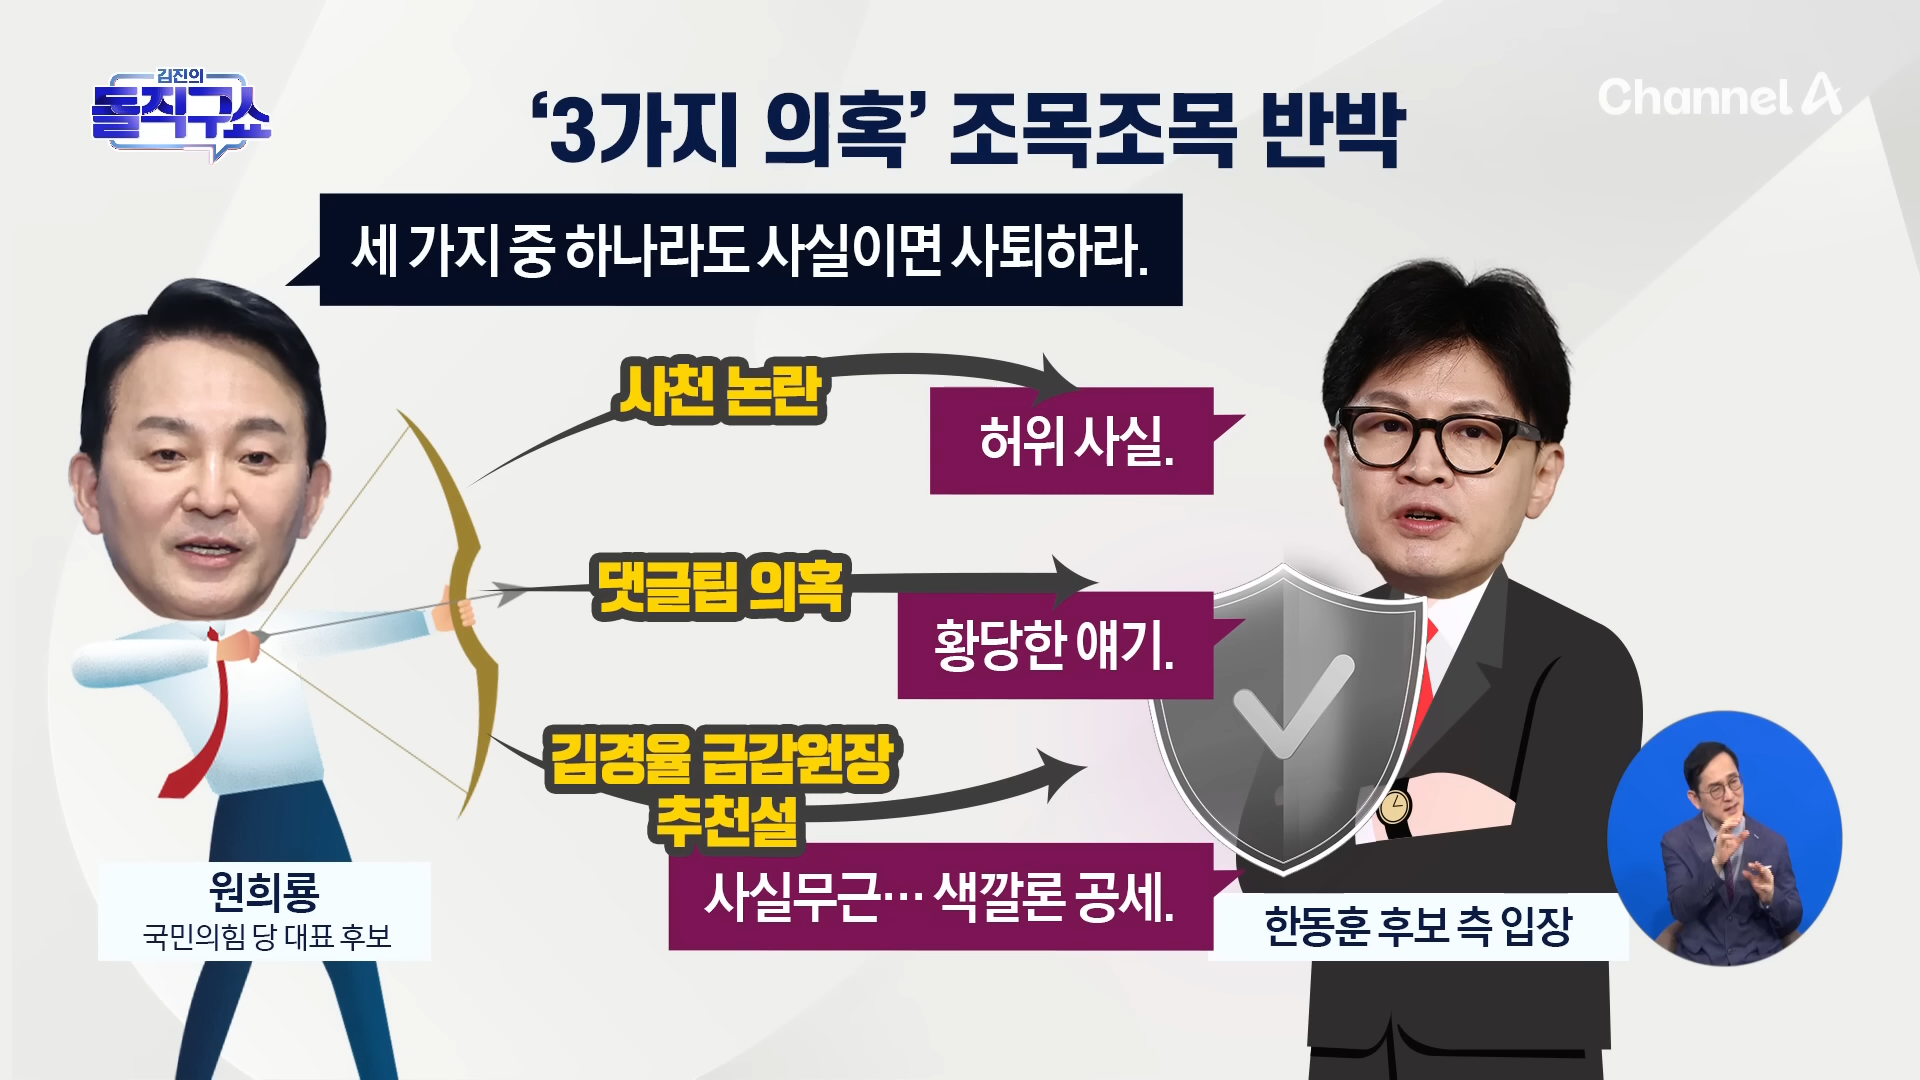 김진의
돌직구쇼
‘3가지 의혹’ 조목조목 반박
Channel A
세 가지 중 하나라도 사실이면 사퇴하라.
사천 논란
허위 사실.
댓글팀 의혹
황당한 얘기.
김경율 금감원장
추천설
사실무근… 색깔론 공세.
원희룡
국민의힘 당 대표 후보
한동훈 후보 측 입장